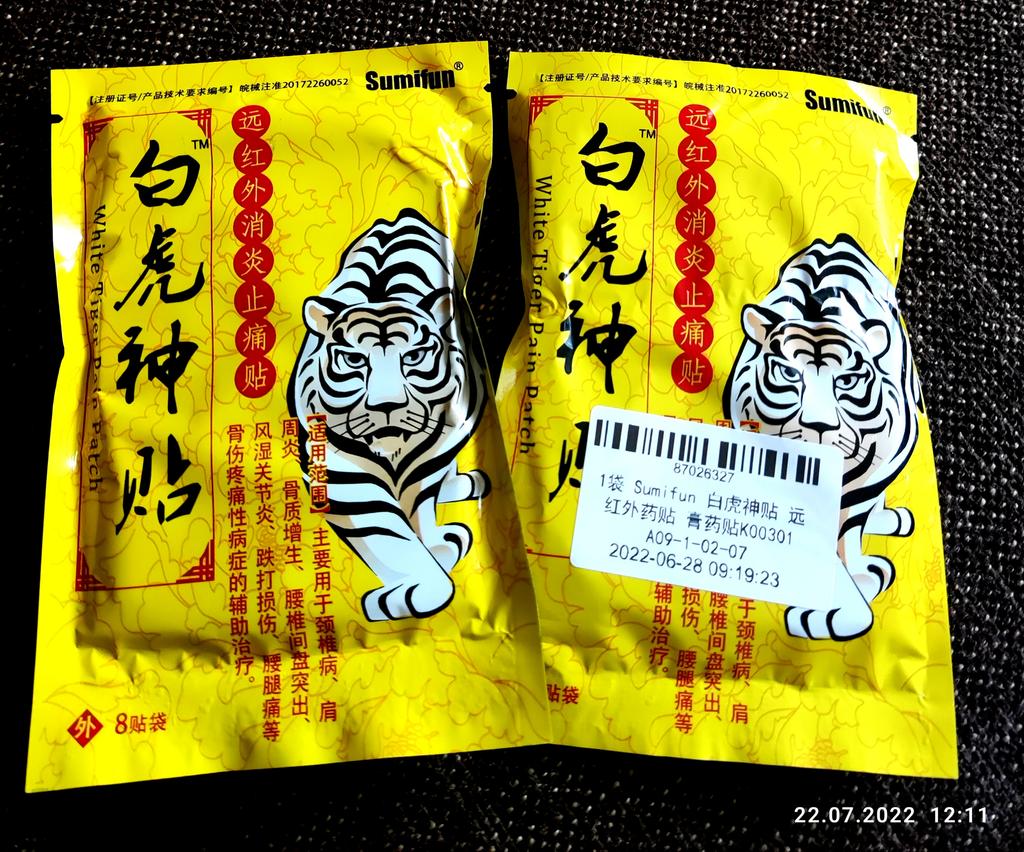 【注册证号/产品技术要求编号】皖械注准20172260052
Sumifun®
白虎神贴
TM
White Tiger Pain Patch
远红外消炎止痛贴
【适用范围】主要用于颈椎病、肩
周炎、骨质增生、腰椎间盘突出、
风湿关节炎、跌打损伤、腰腿痛等
骨伤疼痛性病症的辅助治疗。
外
8贴袋
【注册证号/产品技术要求编号】皖械注准20172260052
Sumifun®
白虎神
TM
White Tiger Pain Patch
远红外消炎止痛贴
于颈椎病、肩
腰椎间盘突出、
损伤、腰腿痛等
辅助治疗。
贴袋
87026327
1袋 Sumifun 白虎神贴 远
红外药贴 膏药贴K00301
A09-1-02-07
2022-06-28 09:19:23
22.07.2022 12:11